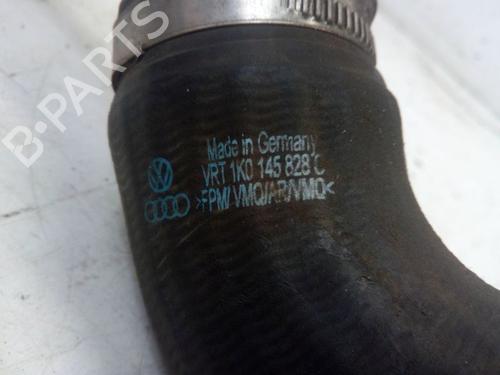 Made in Germany
VRT 1K0 145 828 C
>FPM/VMQ/AR/VMQ<
B-PARTS